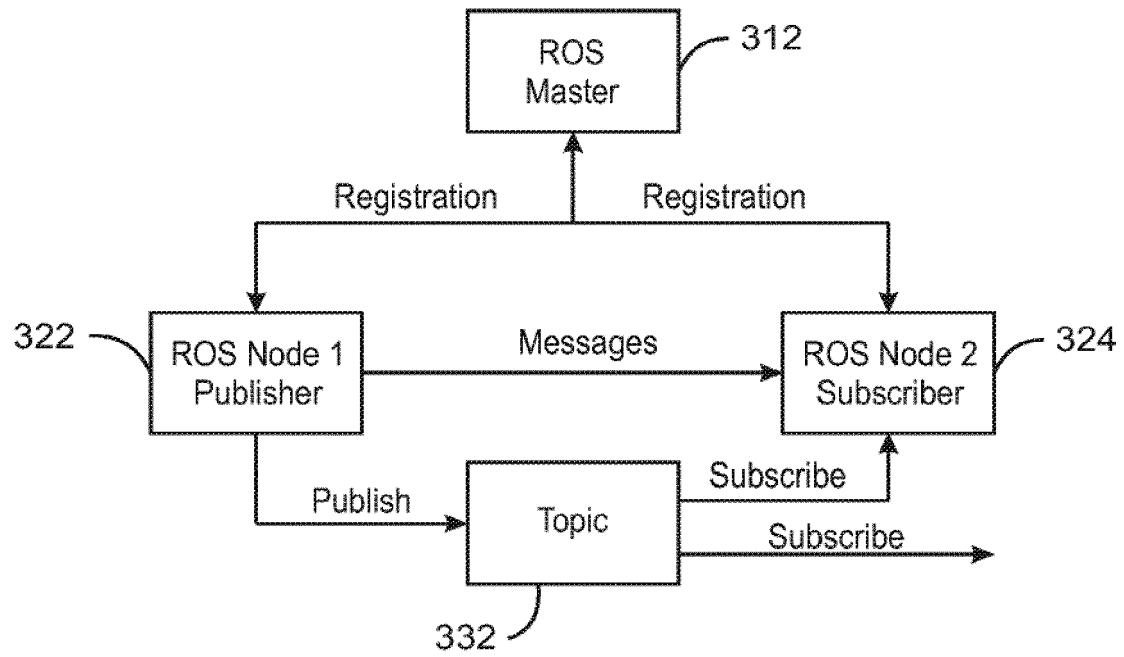 ROS
Master
312
Registration
Registration
322
ROS Node 1
Publisher
Messages
ROS Node 2
Subscriber
324
Publish
Topic
Subscribe
Subscribe
332